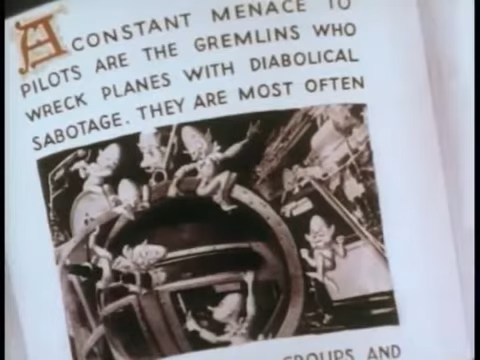 A CONSTANT MENACE TO
PILOTS ARE THE GREMLINS WHO
WRECK PLANES WITH DIABOLICAL
SABOTAGE. THEY ARE MOST OFTEN
GROUPS AND